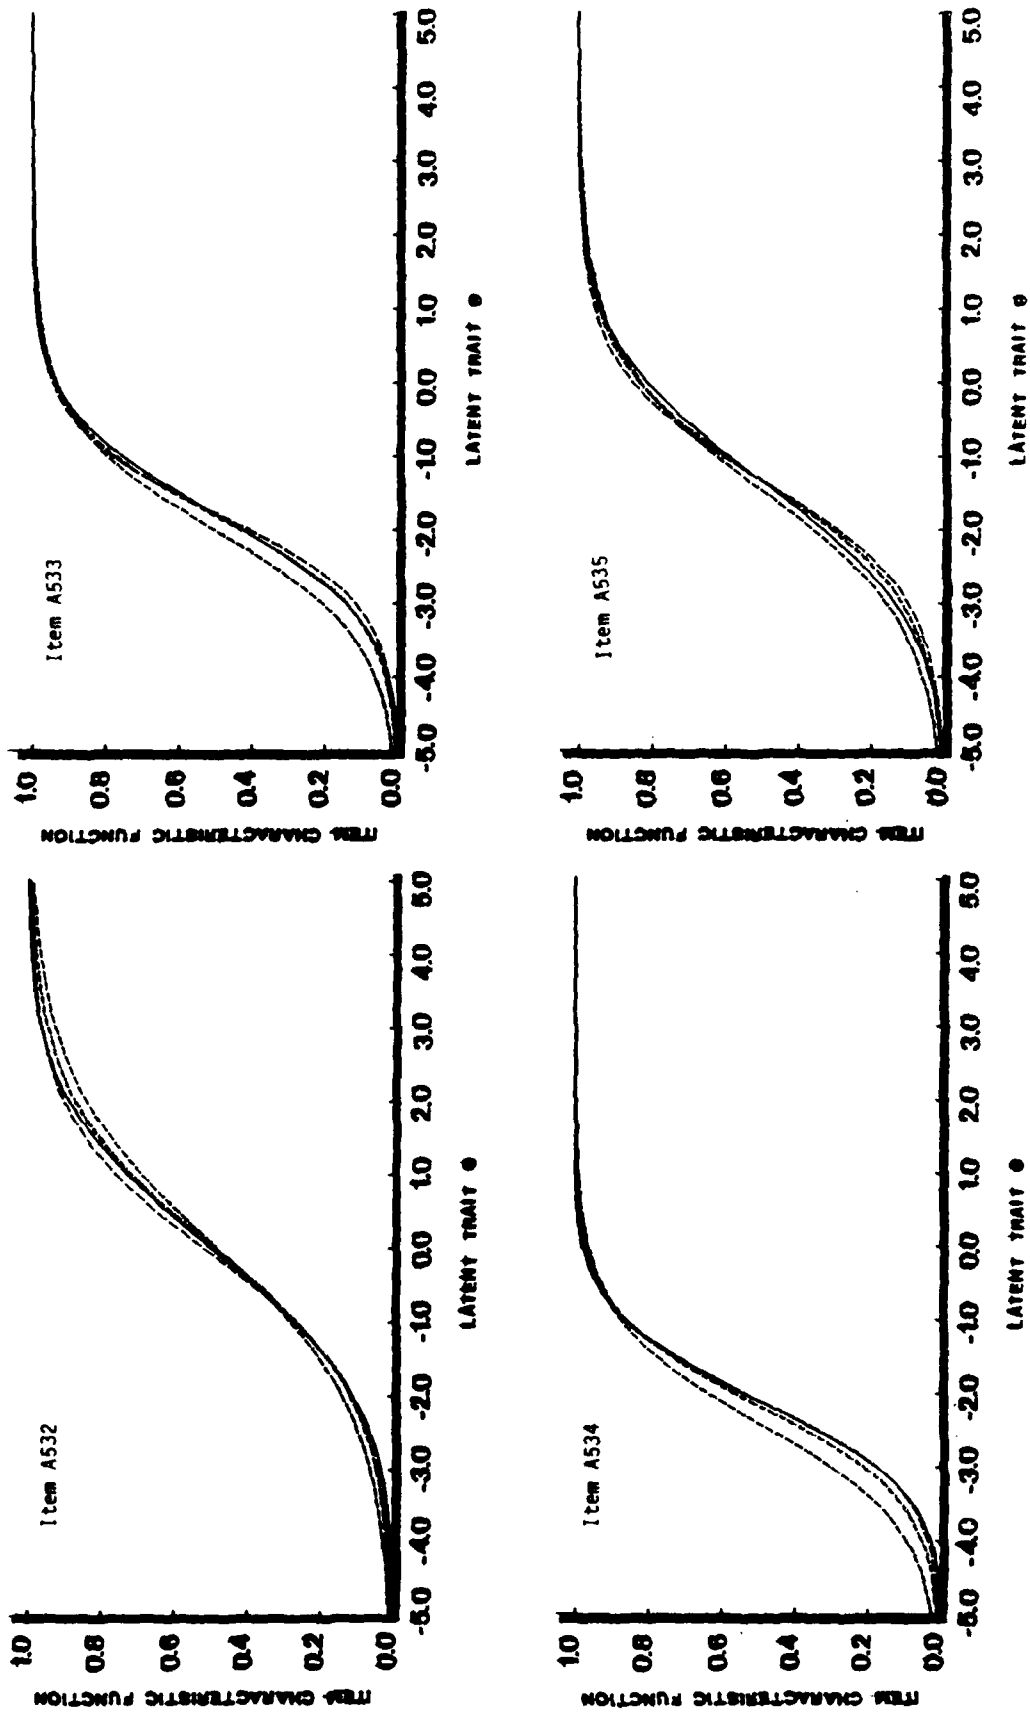 Item A532
ITEM CHARACTERISTIC FUNCTION
1.0
0.8
0.6
0.4
0.2
0.0
-5.0 -4.0 -3.0 -2.0 -1.0 0.0 1.0 2.0 3.0 4.0 5.0
LATENT TRAIT θ
Item A533
ITEM CHARACTERISTIC FUNCTION
1.0
0.8
0.6
0.4
0.2
0.0
-5.0 -4.0 -3.0 -2.0 -1.0 0.0 1.0 2.0 3.0 4.0 5.0
LATENT TRAIT θ
Item A534
ITEM CHARACTERISTIC FUNCTION
1.0
0.8
0.6
0.4
0.2
0.0
-5.0 -4.0 -3.0 -2.0 -1.0 0.0 1.0 2.0 3.0 4.0 5.0
LATENT TRAIT θ
Item A535
ITEM CHARACTERISTIC FUNCTION
1.0
0.8
0.6
0.4
0.2
0.0
-5.0 -4.0 -3.0 -2.0 -1.0 0.0 1.0 2.0 3.0 4.0 5.0
LATENT TRAIT θ